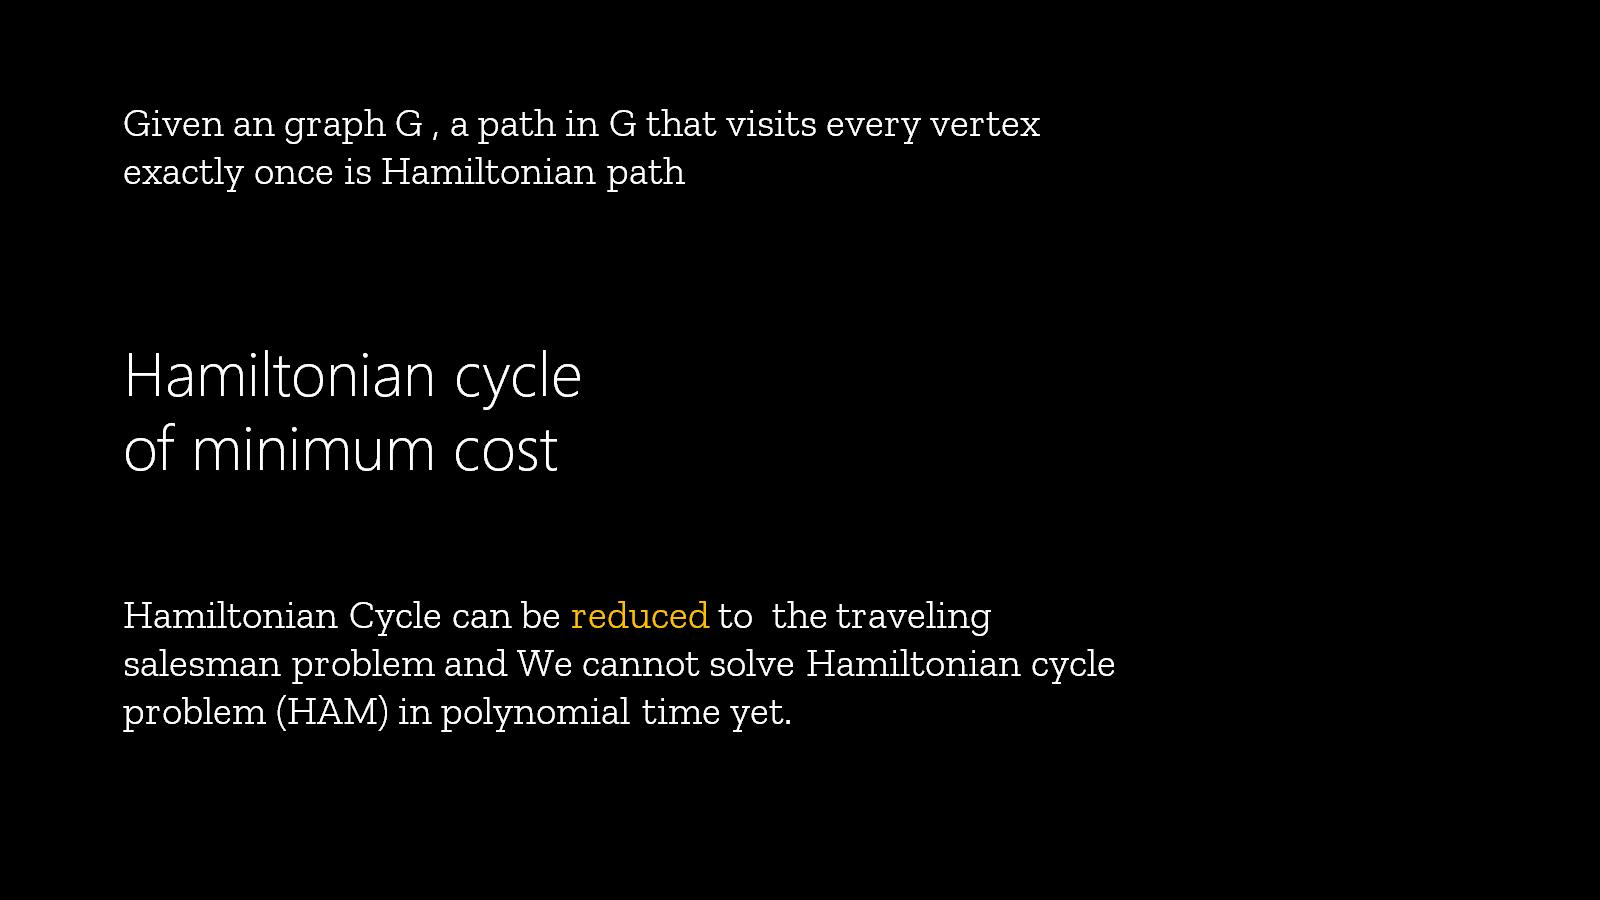 Given an graph G , a path in G that visits every vertex
exactly once is Hamiltonian path
Hamiltonian cycle
of minimum cost
Hamiltonian Cycle can be reduced to  the traveling
salesman problem and We cannot solve Hamiltonian cycle
problem (HAM) in polynomial time yet.